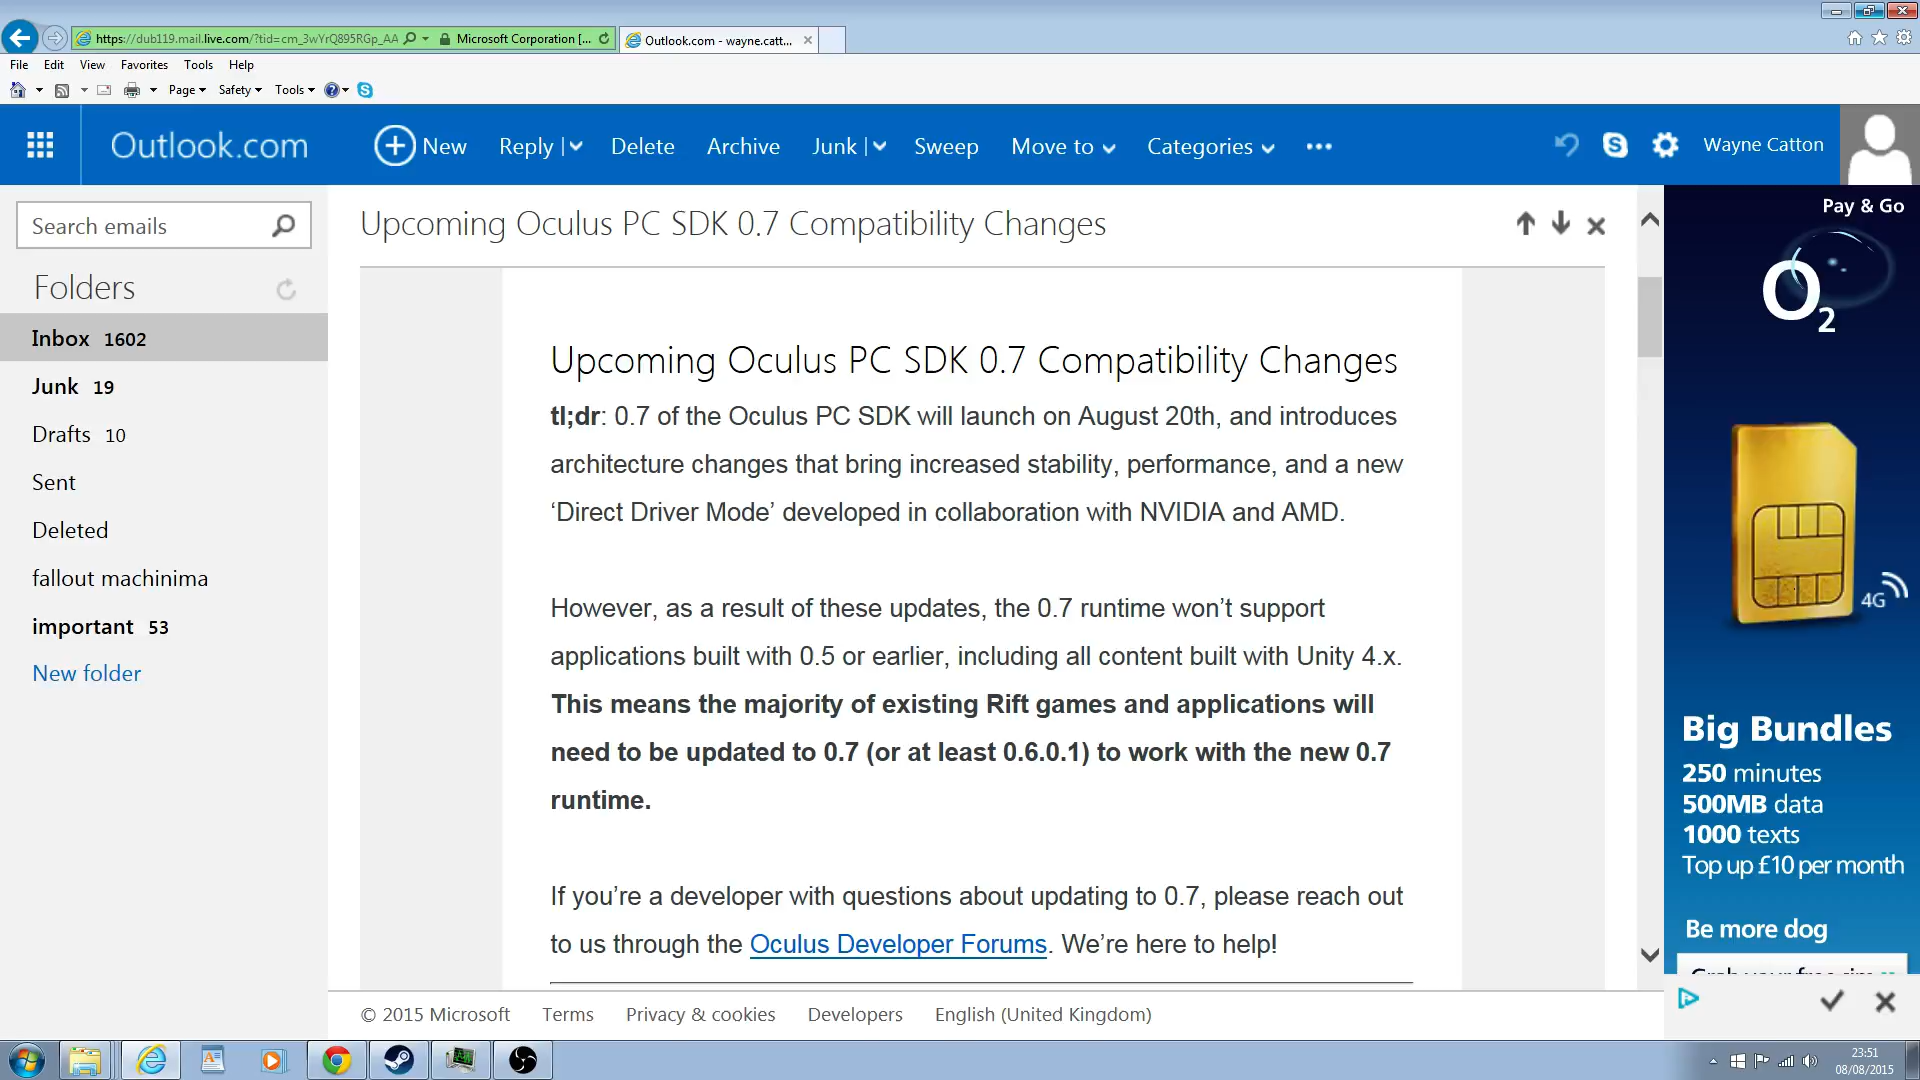 https://dub119.mail.live.com/?tid=cm_3wYrQ895RGp_AA
Microsoft Corporation [...
Outlook.com - wayne.catt...
File Edit View Favorites Tools Help
Page Safety Tools
Outlook.com
New Reply Delete Archive Junk Sweep Move to Categories
Wayne Catton
Search emails
Folders
Inbox 1602
Junk 19
Drafts 10
Sent
Deleted
fallout machinima
important 53
New folder
Upcoming Oculus PC SDK 0.7 Compatibility Changes
Upcoming Oculus PC SDK 0.7 Compatibility Changes
tl;dr: 0.7 of the Oculus PC SDK will launch on August 20th, and introduces
architecture changes that bring increased stability, performance, and a new
‘Direct Driver Mode’ developed in collaboration with NVIDIA and AMD.
However, as a result of these updates, the 0.7 runtime won’t support
applications built with 0.5 or earlier, including all content built with Unity 4.x.
This means the majority of existing Rift games and applications will
need to be updated to 0.7 (or at least 0.6.0.1) to work with the new 0.7
runtime.
If you’re a developer with questions about updating to 0.7, please reach out
to us through the Oculus Developer Forums. We’re here to help!
Pay & Go
O2
4G
Big Bundles
250 minutes
500MB data
1000 texts
Top up £10 per month
Be more dog
© 2015 Microsoft Terms Privacy & cookies Developers English (United Kingdom)
23:51
08/08/2015